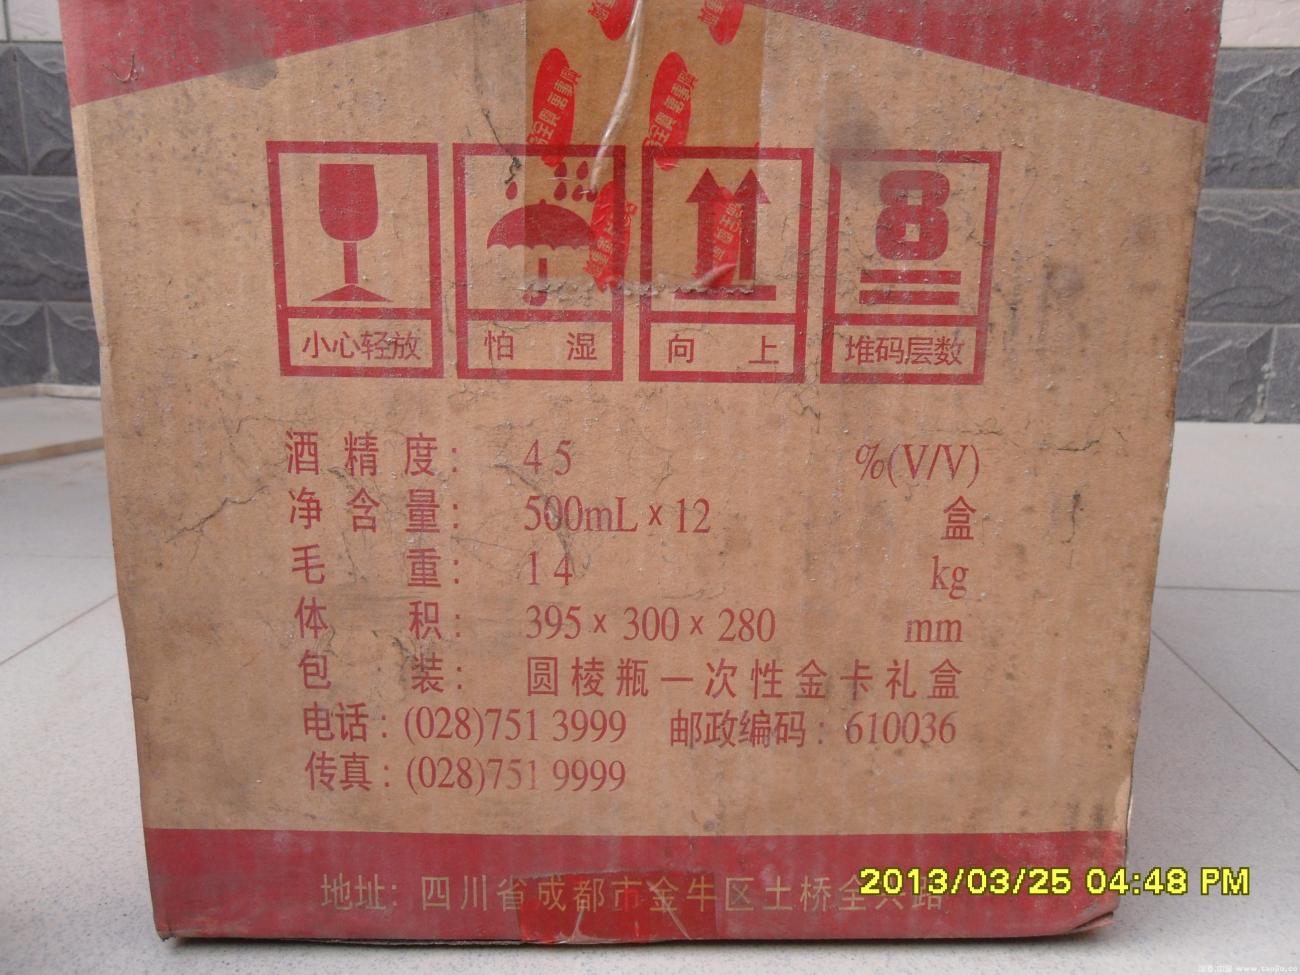 8
小心轻放 怕 湿 向 上 堆码层数
酒精度： 45 %(V/V)
净含量： 500mL x 12 盒
毛 重： 14 kg
体 积： 395 x 300 x 280 mm
包 装： 圆棱瓶一次性金卡礼盒
电话：(028)751 3999 邮政编码：610036
传真：(028)751 9999
地址：四川省成都市金牛区土桥全兴路
2013/03/25 04:48 PM